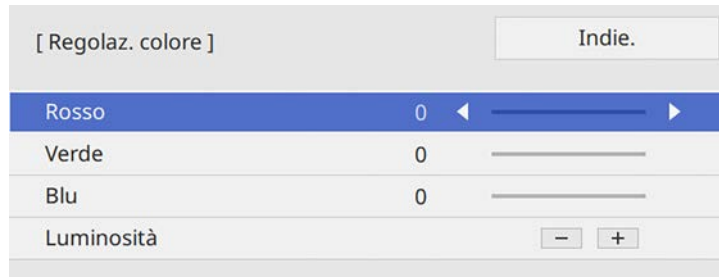 [ Regolaz. colore ] Indie.
Rosso 0
Verde 0
Blu 0
Luminosità - +